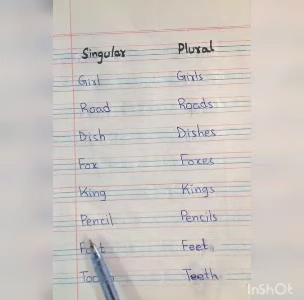 Singular Plural
Girl Girls
Road Roads
Dish Dishes
Fox Foxes
King Kings
Pencil Pencils
Feet
Teeth
InShOt